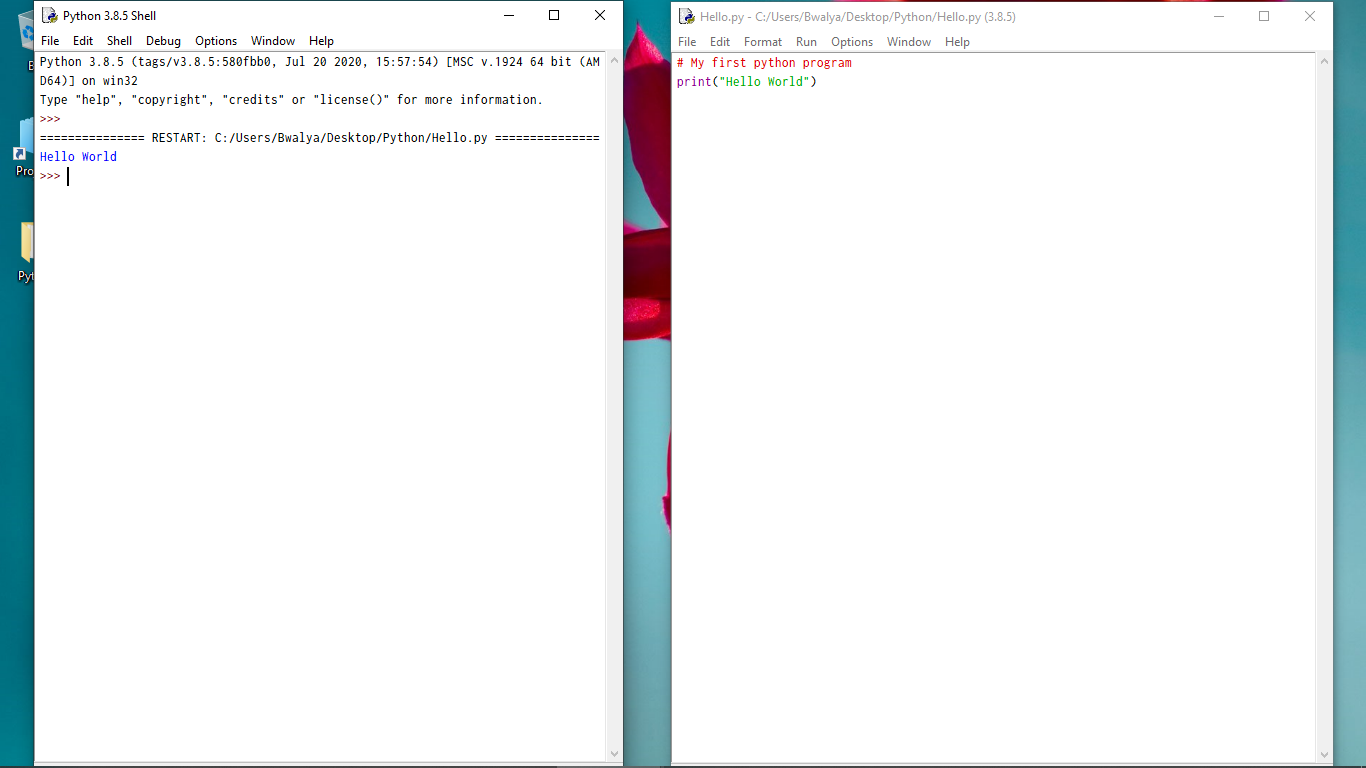 Python 3.8.5 Shell
File Edit Shell Debug Options Window Help
Python 3.8.5 (tags/v3.8.5:580fbb0, Jul 20 2020, 15:57:54) [MSC v.1924 64 bit (AM
D64)] on win32
Type "help", "copyright", "credits" or "license()" for more information.
>>>
=============== RESTART: C:/Users/Bwalya/Desktop/Python/Hello.py ===============
Hello World
>>>
Hello.py - C:/Users/Bwalya/Desktop/Python/Hello.py (3.8.5)
File Edit Format Run Options Window Help
# My first python program
print("Hello World")
Pro
Pyt